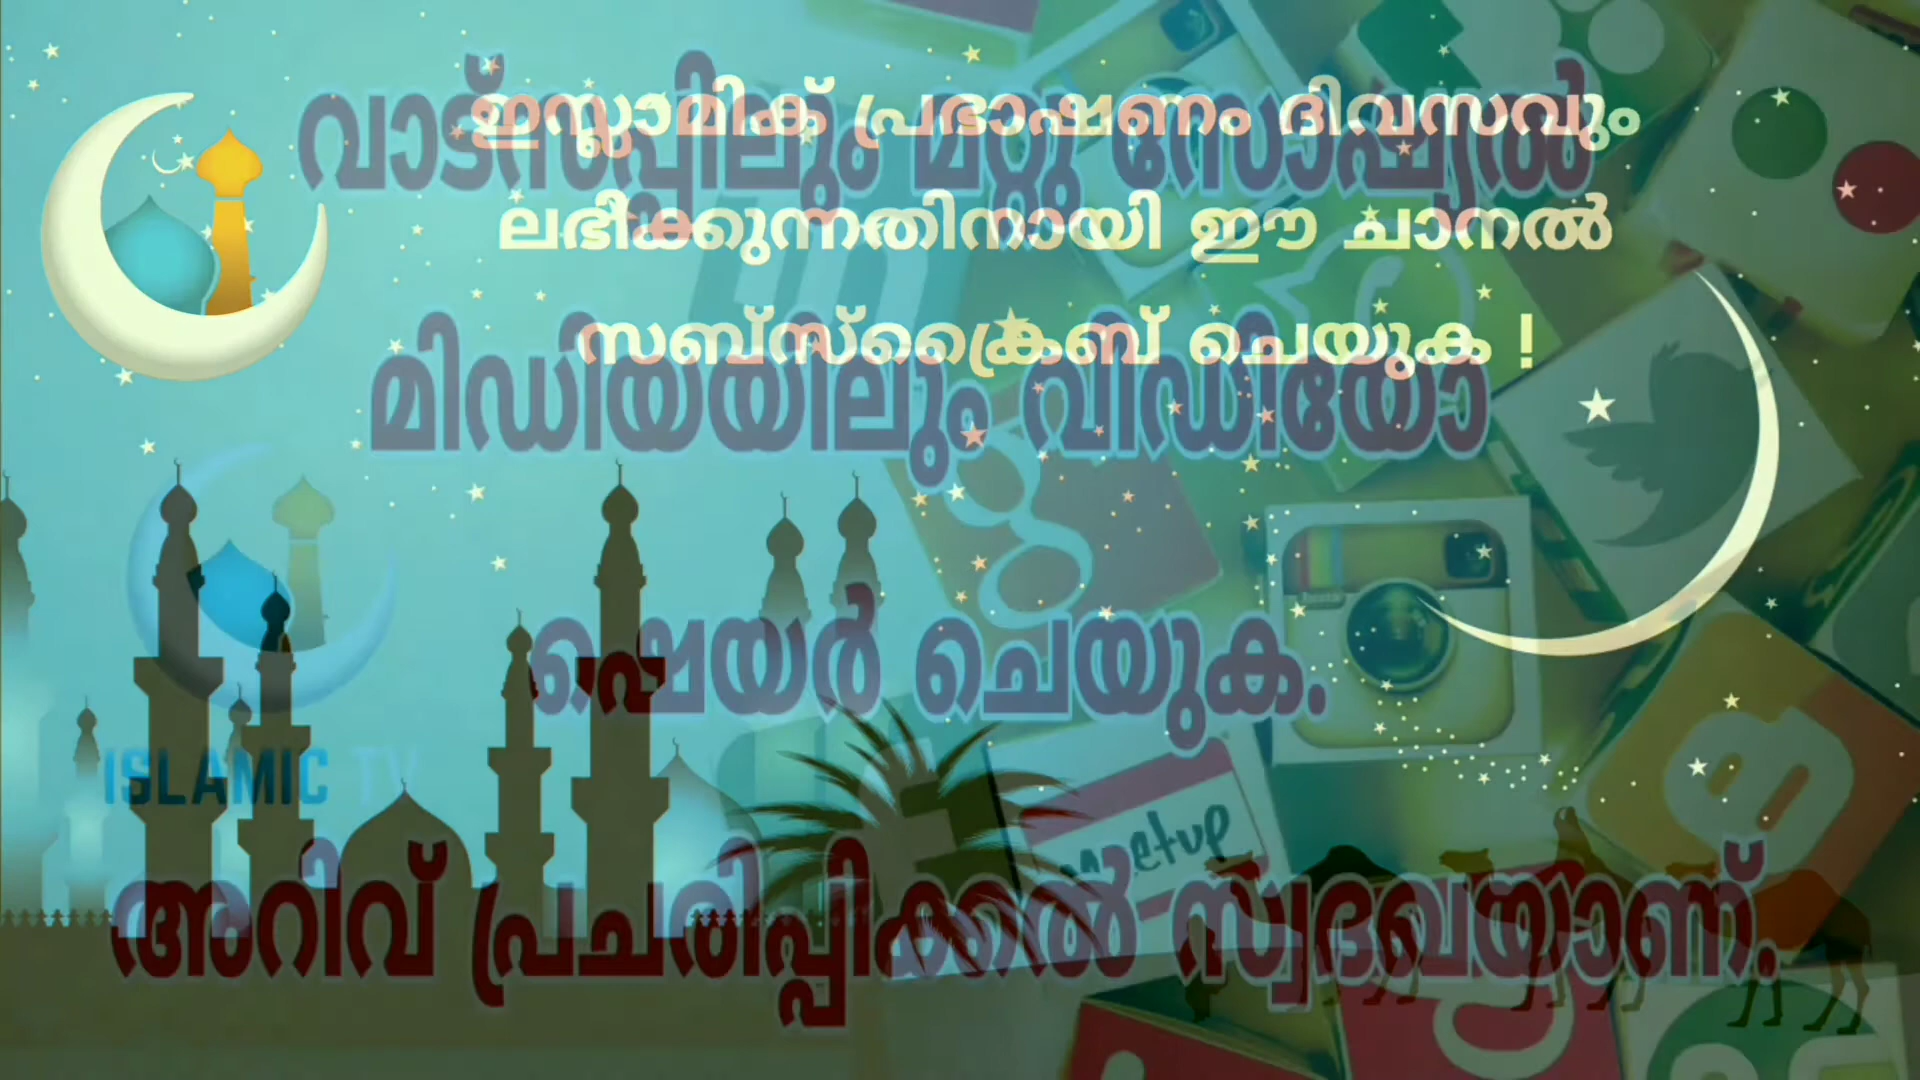 ഇസ്ലാമിക് പ്രഭാഷണം ദിവസവും
ലഭീക്കുന്നതിനായി ഈ ചാനൽ
സബ്സ്ക്രൈബ് ചെയുക !
വാട്സപ്പിലും മറ്റു സോഷ്യൽ
മിഡിയയിലും വിഡിയോ
ഷെയർ ചെയുക.
അറിവ് പ്രചരിപ്പിക്കൽ സ്വദഖയാണ്.
ISLAMIC TV
meetup